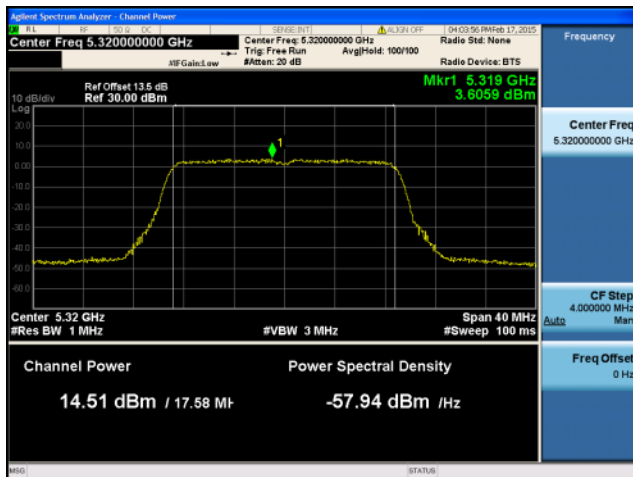 Agilent Spectrum Analyzer - Channel Power
RL RF 50 Ω DC SENSE:INT ALIGN OFF 04:03:56 PM Feb 17, 2015
Center Freq 5.320000000 GHz
Center Freq: 5.320000000 GHz Radio Std: None
Trig: Free Run Avg|Hold: 100/100
#IFGain:Low #Atten: 20 dB Radio Device: BTS
Frequency
Mkr1 5.319 GHz
3.6059 dBm
Ref Offset 13.5 dB
10 dB/div Ref 30.00 dBm
Log
20.0
10.0
0.00
-10.0
-20.0
-30.0
-40.0
-50.0
-60.0
1
Center Freq
5.320000000 GHz
Center 5.32 GHz Span 40 MHz
#Res BW 1 MHz #VBW 3 MHz #Sweep 100 ms
CF Step
4.000000 MHz
Auto Man
Channel Power Power Spectral Density
14.51 dBm / 17.58 MH -57.94 dBm /Hz
Freq Offset
0 Hz
MSG STATUS